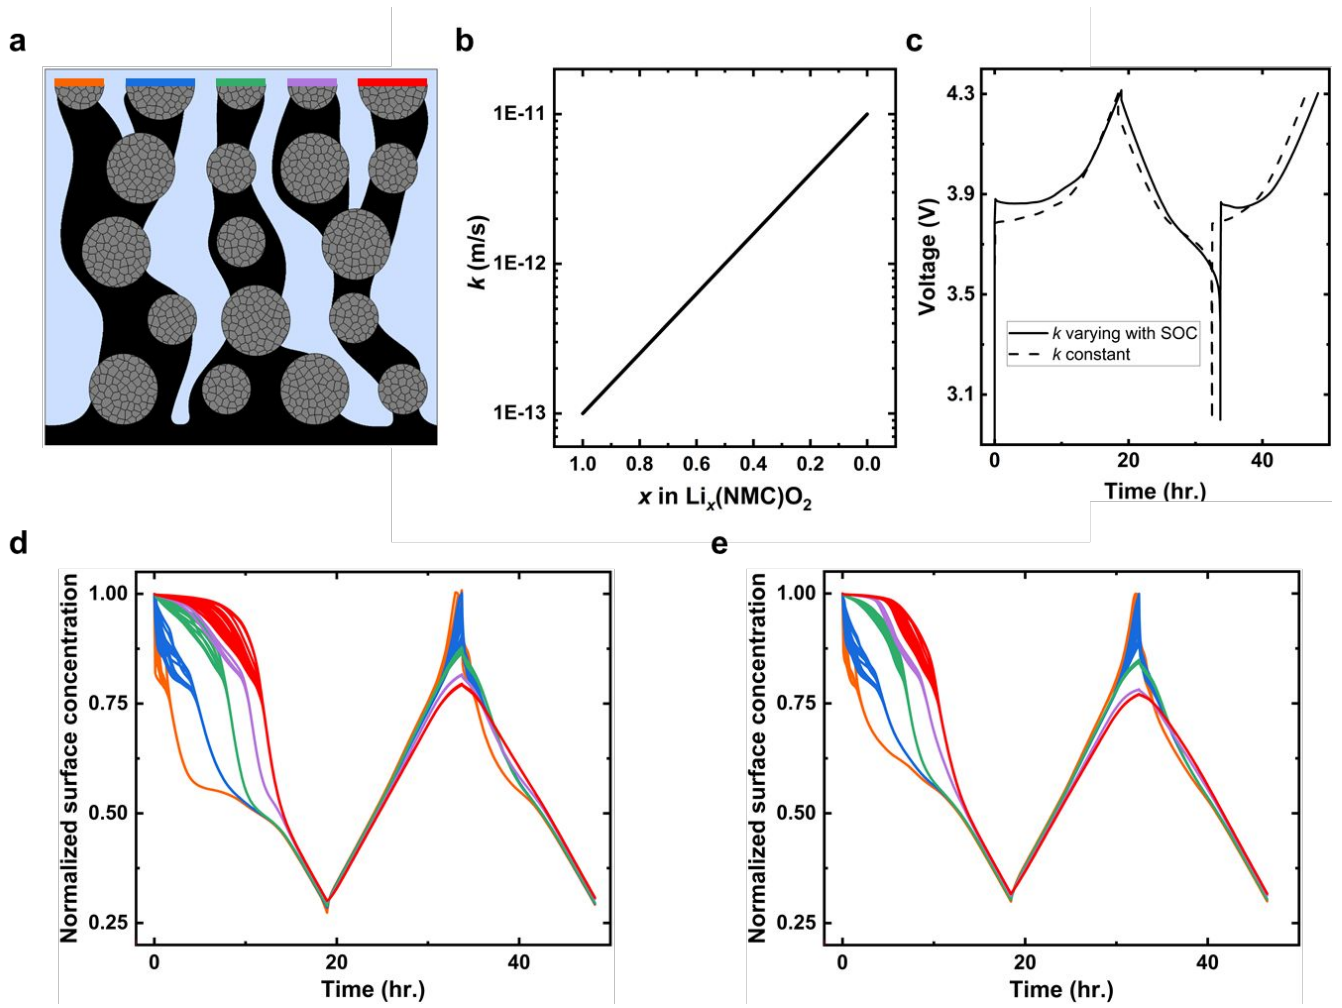 a
b
c
k (m/s)
1E-11
1E-12
1E-13
1.0 0.8 0.6 0.4 0.2 0.0
x in Liₓ(NMC)O₂
Voltage (V)
4.3
3.9
3.5
3.1
k varying with SOC
k constant
0 20 40
Time (hr.)
d
e
Normalized surface concentration
1.00
0.75
0.50
0.25
0 20 40
Time (hr.)
Normalized surface concentration
1.00
0.75
0.50
0.25
0 20 40
Time (hr.)